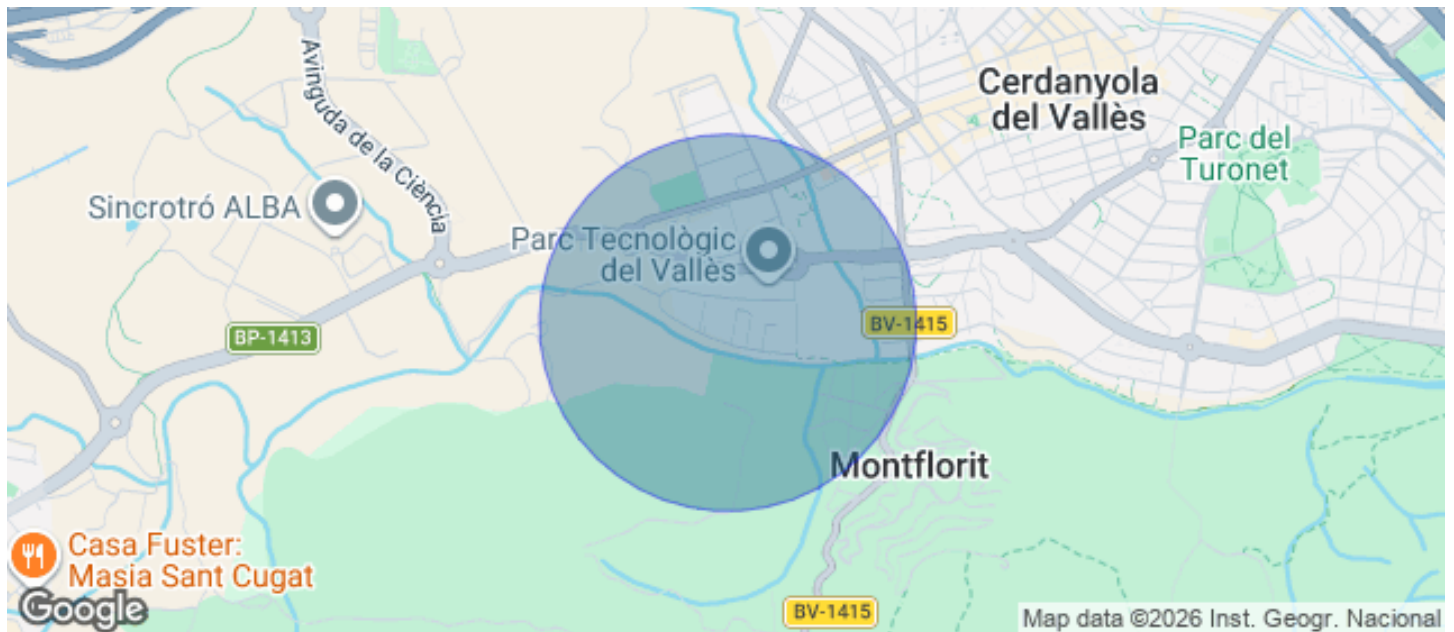 Cerdanyola
del Vallès
Avinguda de la Ciència
Parc del
Turonet
Sincrotró ALBA
Parc Tecnològic
del Vallès
BP-1413
BV-1415
Montflorit
Casa Fuster:
Masia Sant Cugat
Google
BV-1415
Map data ©2026 Inst. Geogr. Nacional